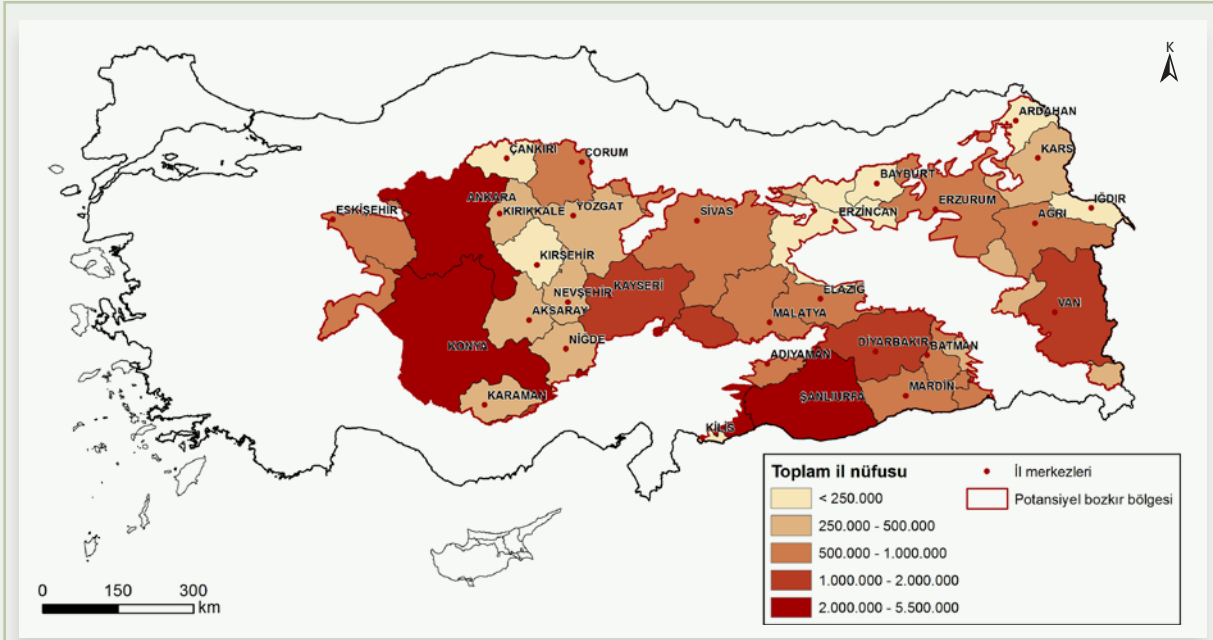 K
ARDAHAN
KARS
ÇANKIRI
ÇORUM
BAYBURT
IĞDIR
ANKARA
KIRIKKALE
YOZGAT
SİVAS
ERZİNCAN
ERZURUM
AĞRI
ESKİŞEHİR
KIRŞEHİR
NEVŞEHİR
KAYSERİ
ELAZIĞ
VAN
AKSARAY
MALATYA
KONYA
NİĞDE
DİYARBAKIR
BATMAN
ADIYAMAN
KARAMAN
ŞANLIURFA
MARDİN
KİLİS
Toplam il nüfusu
İl merkezleri
< 250.000
Potansiyel bozkır bölgesi
250.000 - 500.000
500.000 - 1.000.000
1.000.000 - 2.000.000
2.000.000 - 5.500.000
0 150 300
km